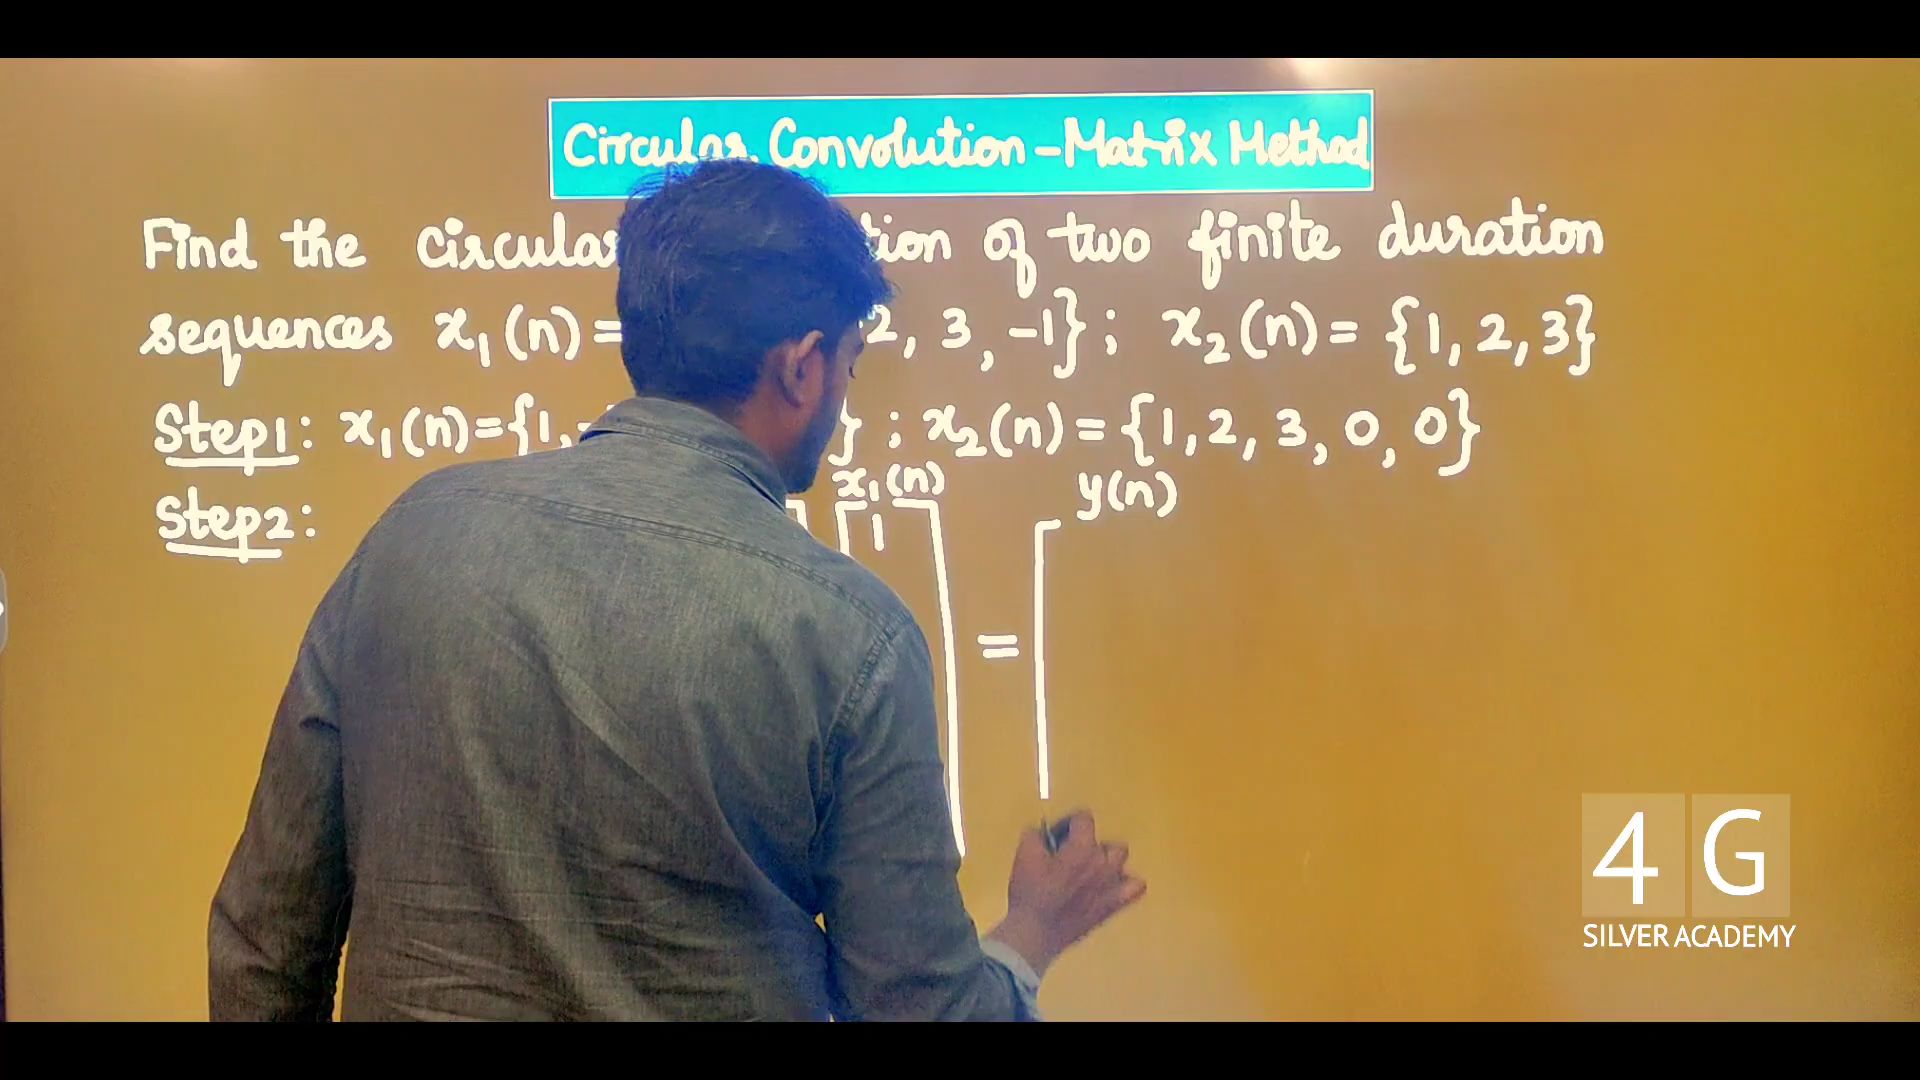 Circular Convolution - Matrix Method
Find the circular of two finite duration
sequences x₁(n) = 2, 3, -1}; x₂(n) = {1, 2, 3}
Step1: x₁(n) = {1, - }; x₂(n) = {1, 2, 3, 0, 0}
x₁(n) y(n)
Step2: 1 =
4 G
SILVER ACADEMY